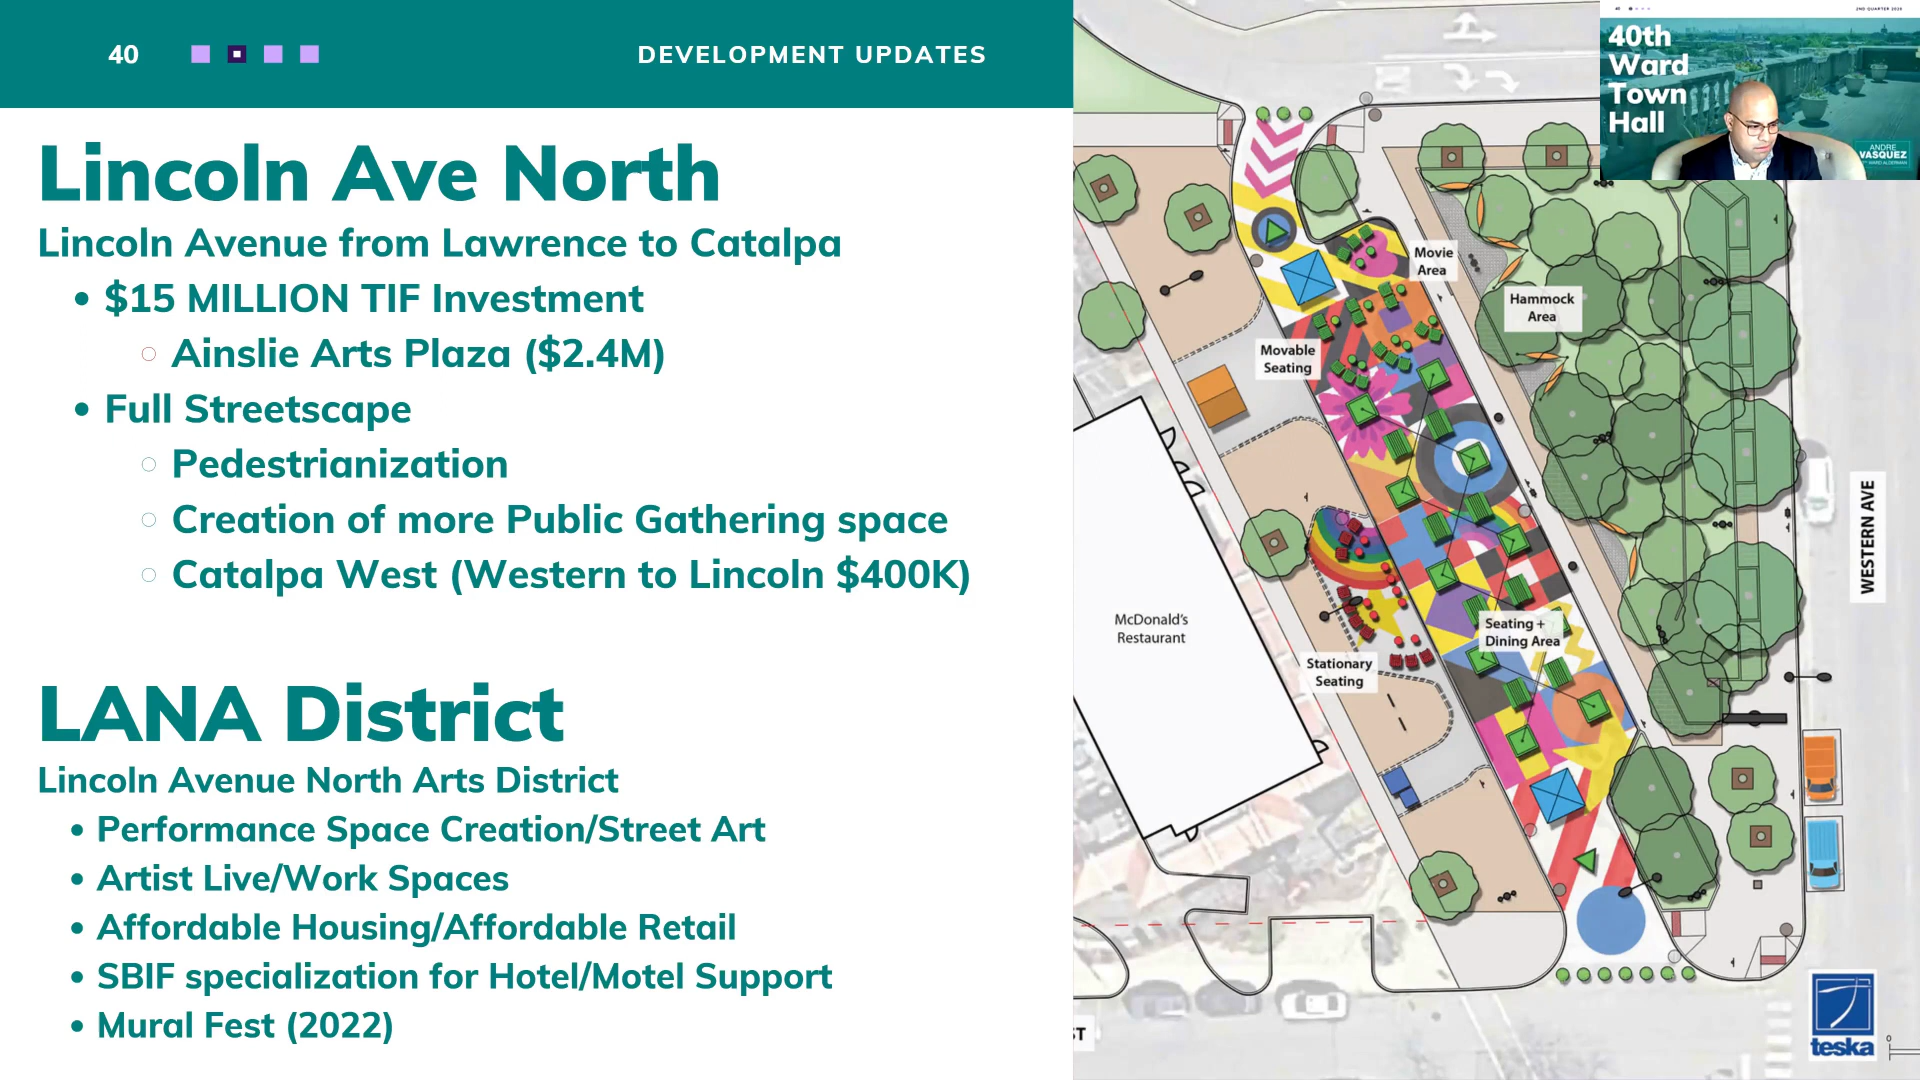 40
DEVELOPMENT UPDATES
Lincoln Ave North
Lincoln Avenue from Lawrence to Catalpa
• $15 MILLION TIF Investment
○ Ainslie Arts Plaza ($2.4M)
• Full Streetscape
○ Pedestrianization
○ Creation of more Public Gathering space
○ Catalpa West (Western to Lincoln $400K)
LANA District
Lincoln Avenue North Arts District
• Performance Space Creation/Street Art
• Artist Live/Work Spaces
• Affordable Housing/Affordable Retail
• SBIF specialization for Hotel/Motel Support
• Mural Fest (2022)
40th
Ward
Town
Hall
ANDRE
VASQUEZ
Movie
Area
Hammock
Area
Movable
Seating
WESTERN AVE
McDonald's
Restaurant
Seating +
Dining Area
Stationary
Seating
ST
teska
0